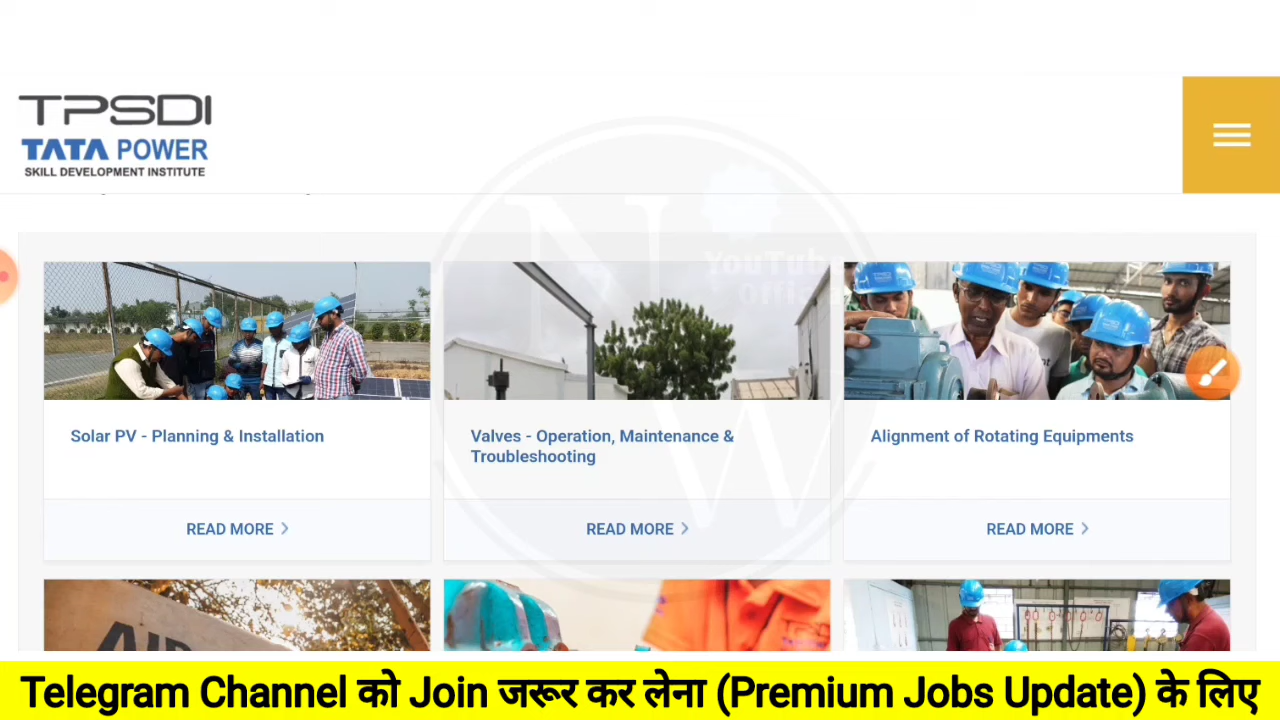 TPSDI
TATA POWER
SKILL DEVELOPMENT INSTITUTE
N
YouTube
W
Solar PV - Planning & Installation
Valves - Operation, Maintenance &
Troubleshooting
Alignment of Rotating Equipments
READ MORE
READ MORE
READ MORE
Telegram Channel को Join जरूर कर लेना (Premium Jobs Update) के लिए